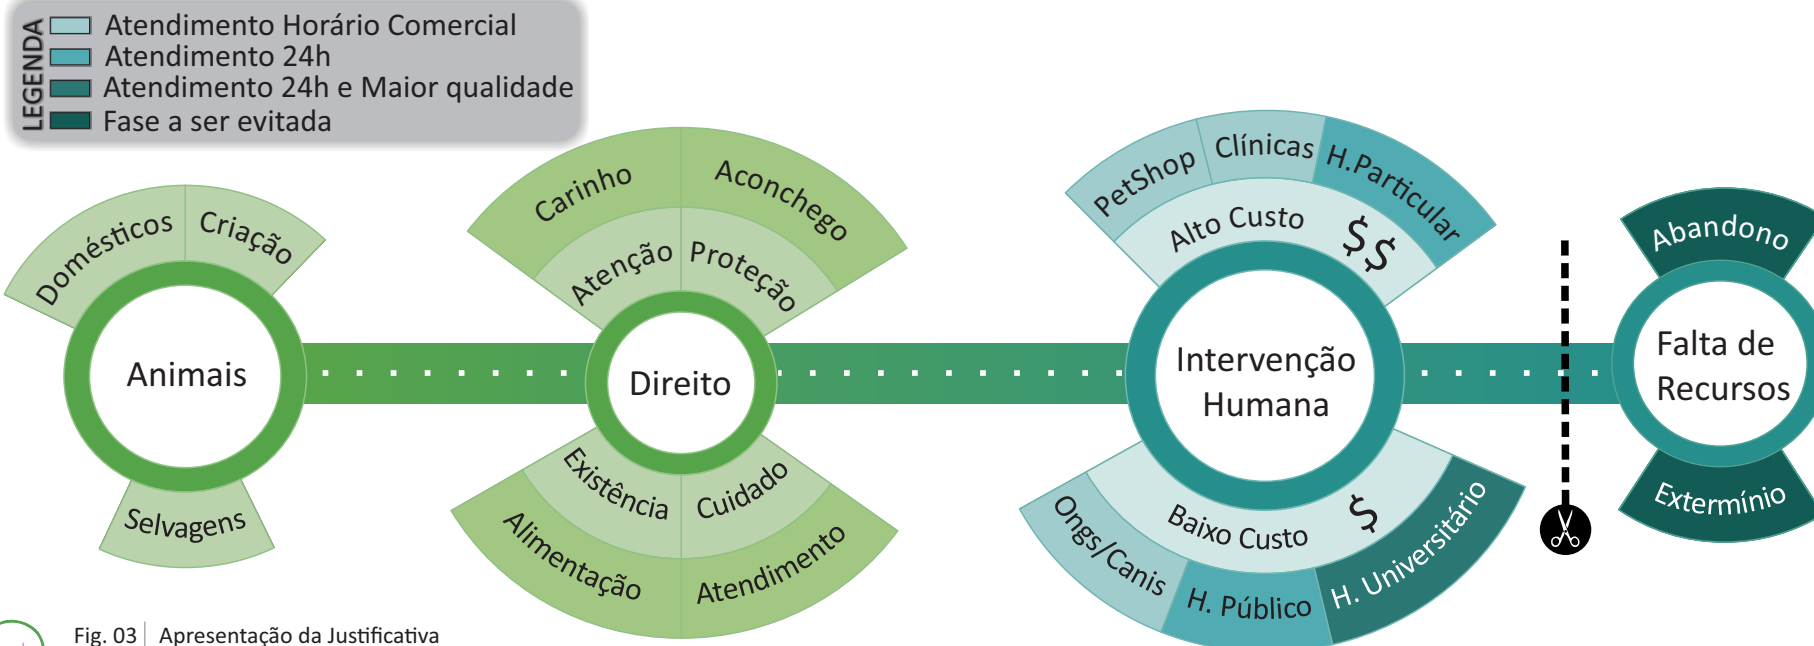 LEGENDA
Atendimento Horário Comercial
Atendimento 24h
Atendimento 24h e Maior qualidade
Fase a ser evitada
Domésticos
Criação
Animais
Selvagens
Carinho
Aconchego
Atenção
Proteção
Direito
Existência
Cuidado
Alimentação
Atendimento
PetShop
Clínicas
H.Particular
Alto Custo
$$
Intervenção
Humana
Baixo Custo
$
Ongs/Canis
H. Público
H. Universitário
Abandono
Falta de
Recursos
Extermínio
Fig. 03 | Apresentação da Justificativa